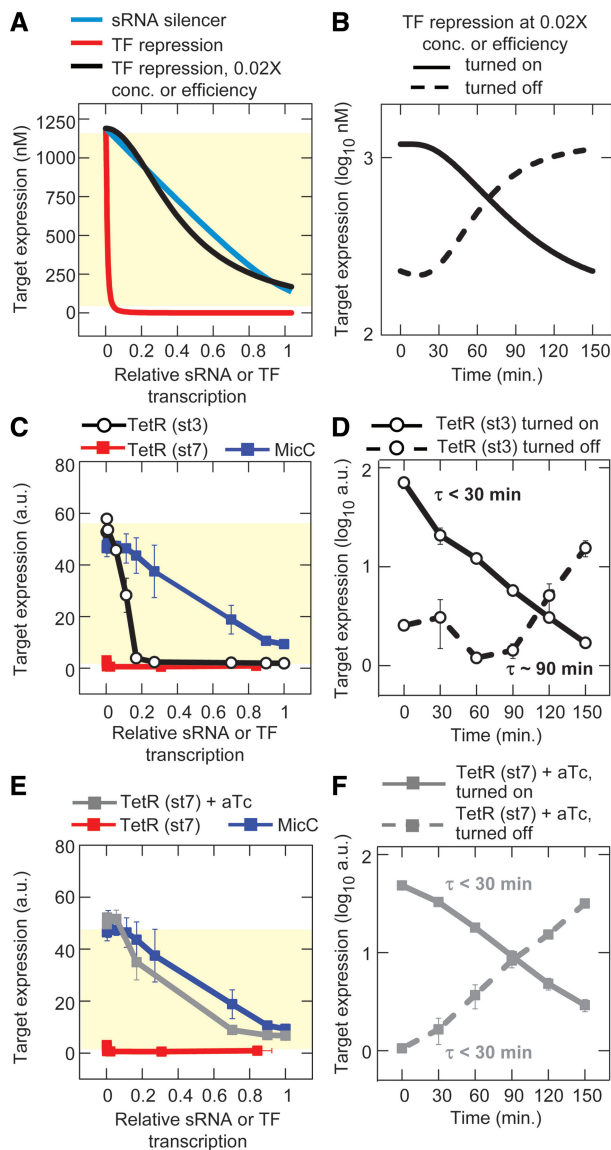 A
sRNA silencer
TF repression
TF repression, 0.02X
conc. or efficiency
Target expression (nM)
1250
1000
750
500
250
0
0
0.2
0.4
0.6
0.8
1
Relative sRNA or TF
transcription
B
TF repression at 0.02X
conc. or efficiency
turned on
turned off
Target expression (log10 nM)
3
2
0
30
60
90
120
150
Time (min.)
C
TetR (st3)
TetR (st7)
MicC
Target expression (a.u.)
80
60
40
20
0
0
0.2
0.4
0.6
0.8
1
Relative sRNA or TF
transcription
D
TetR (st3) turned on
TetR (st3) turned off
Target expression (log10 a.u.)
2
1
0
τ < 30 min
τ ~ 90 min
0
30
60
90
120
150
Time (min.)
E
TetR (st7) + aTc
TetR (st7)
MicC
Target expression (a.u.)
80
60
40
20
0
0
0.2
0.4
0.6
0.8
1
Relative sRNA or TF
transcription
F
TetR (st7) + aTc,
turned on
TetR (st7) + aTc,
turned off
Target expression (log10 a.u.)
2
1
0
τ < 30 min
τ < 30 min
0
30
60
90
120
150
Time (min.)